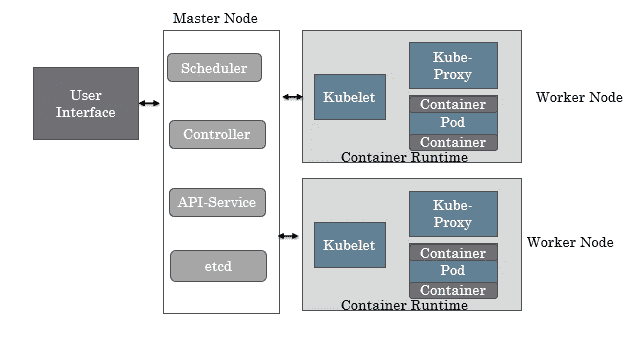 Master Node
User
Interface
Scheduler
Controller
API-Service
etcd
Kubelet
Kube-
Proxy
Container
Pod
Container
Container Runtime
Worker Node
Kubelet
Kube-
Proxy
Container
Pod
Container
Container Runtime
Worker Node